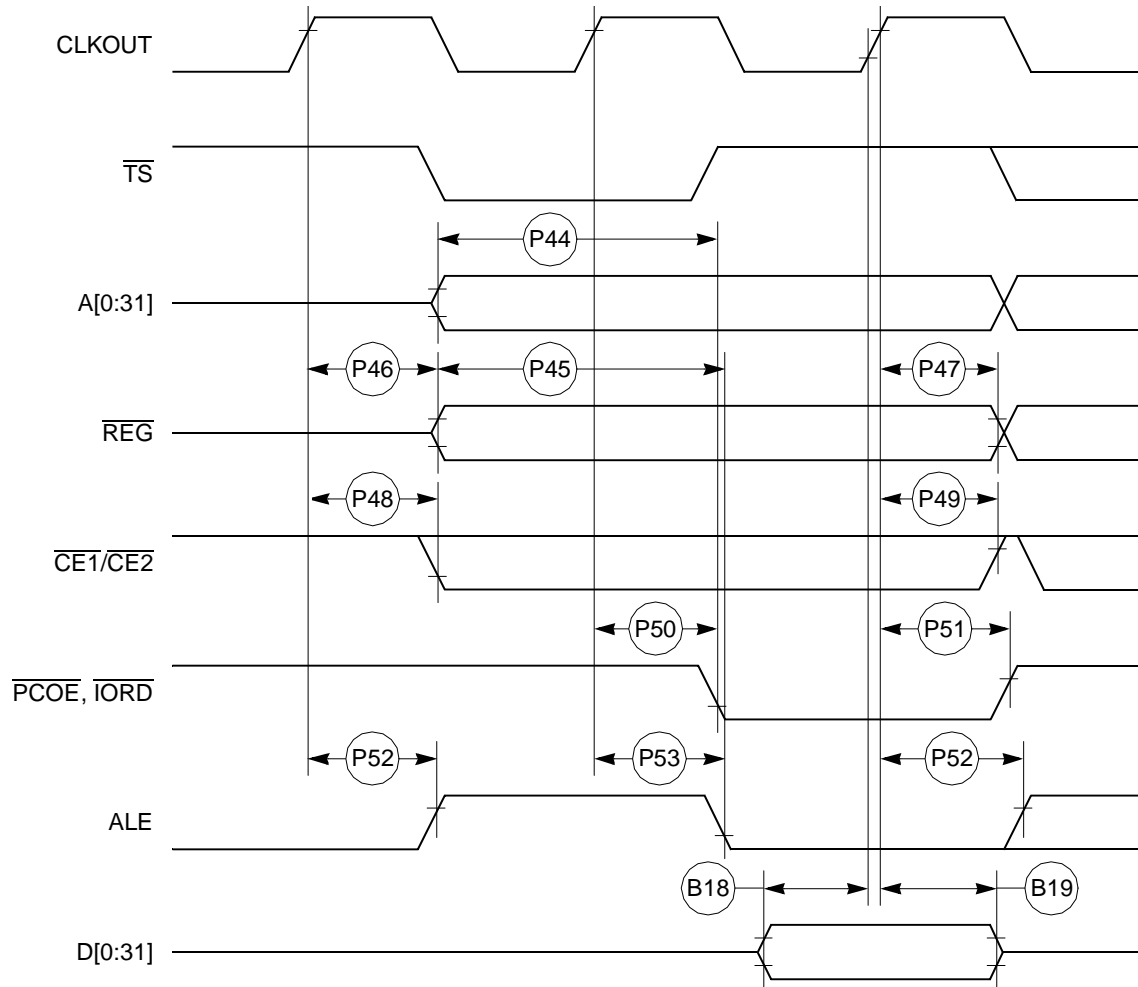 CLKOUT
TS
P44
A[0:31]
P46 P45 P47
REG
P48 P49
CE1/CE2
P50 P51
PCOE, IORD
P52 P53 P52
ALE
B18 B19
D[0:31]